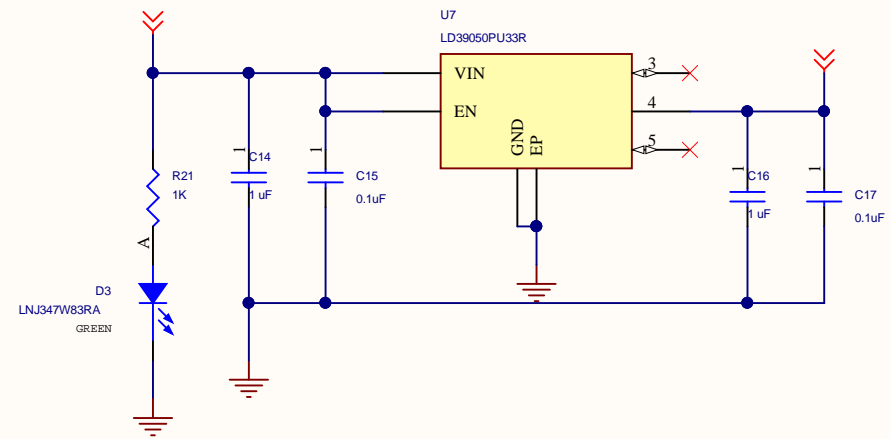 U7
LD39050PU33R
VIN
EN
GND
EP
3
4
5
R21
1K
A
D3
LNJ347W83RA
GREEN
1
C14
1 uF
1
C15
0.1uF
1
C16
1 uF
1
C17
0.1uF